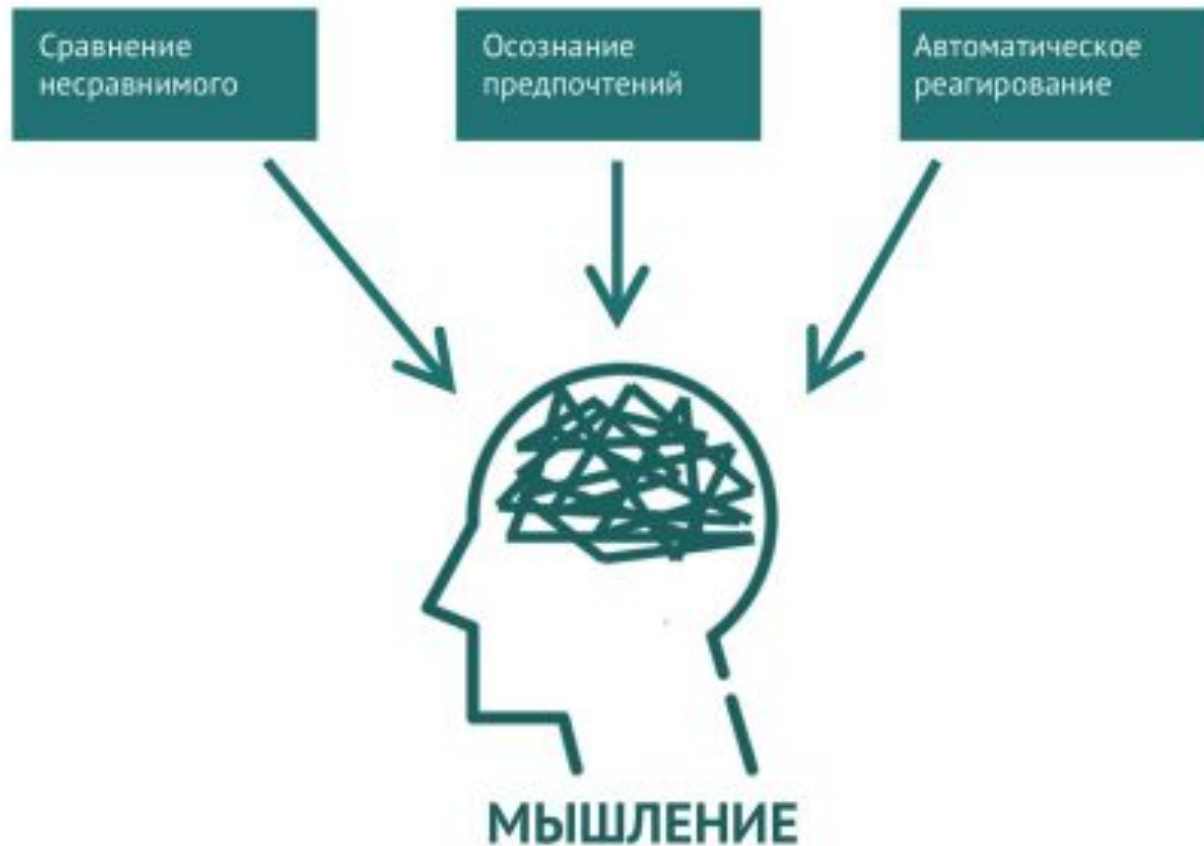 Сравнение
несравнимого
Осознание
предпочтений
Автоматическое
реагирование
МЫШЛЕНИЕ